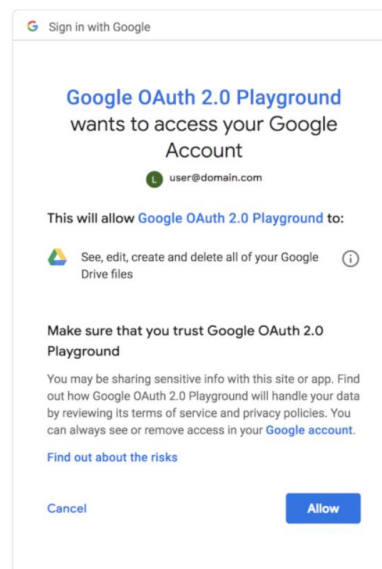 G Sign in with Google
Google OAuth 2.0 Playground
wants to access your Google
Account
L user@domain.com
This will allow Google OAuth 2.0 Playground to:
See, edit, create and delete all of your Google
Drive files
Make sure that you trust Google OAuth 2.0
Playground
You may be sharing sensitive info with this site or app. Find
out how Google OAuth 2.0 Playground will handle your data
by reviewing its terms of service and privacy policies. You
can always see or remove access in your Google account.
Find out about the risks
Cancel Allow